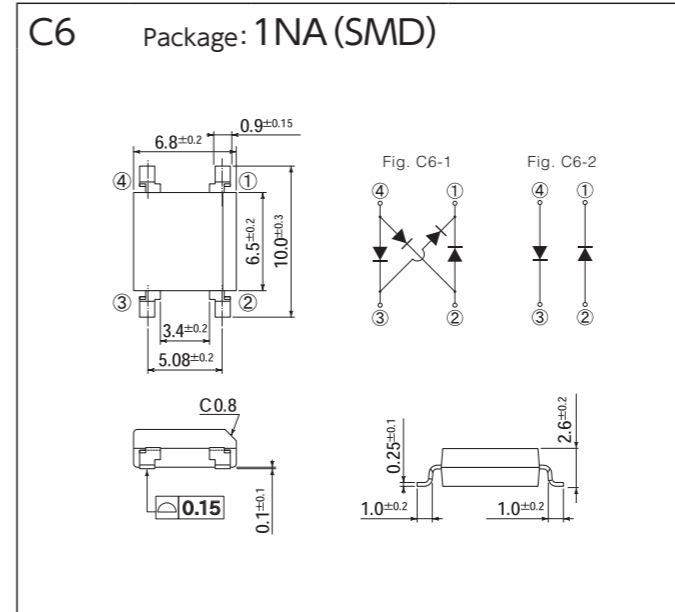 C6 Package: 1NA (SMD)
0.9±0.15
6.8±0.2
④ ①
6.5±0.2
10.0±0.3
③ ②
3.4±0.2
5.08±0.2
Fig. C6-1 Fig. C6-2
④ ① ④ ①
③ ② ③ ②
C0.8
0.15
0.1±0.1
0.25±0.1
2.6±0.2
1.0±0.2 1.0±0.2